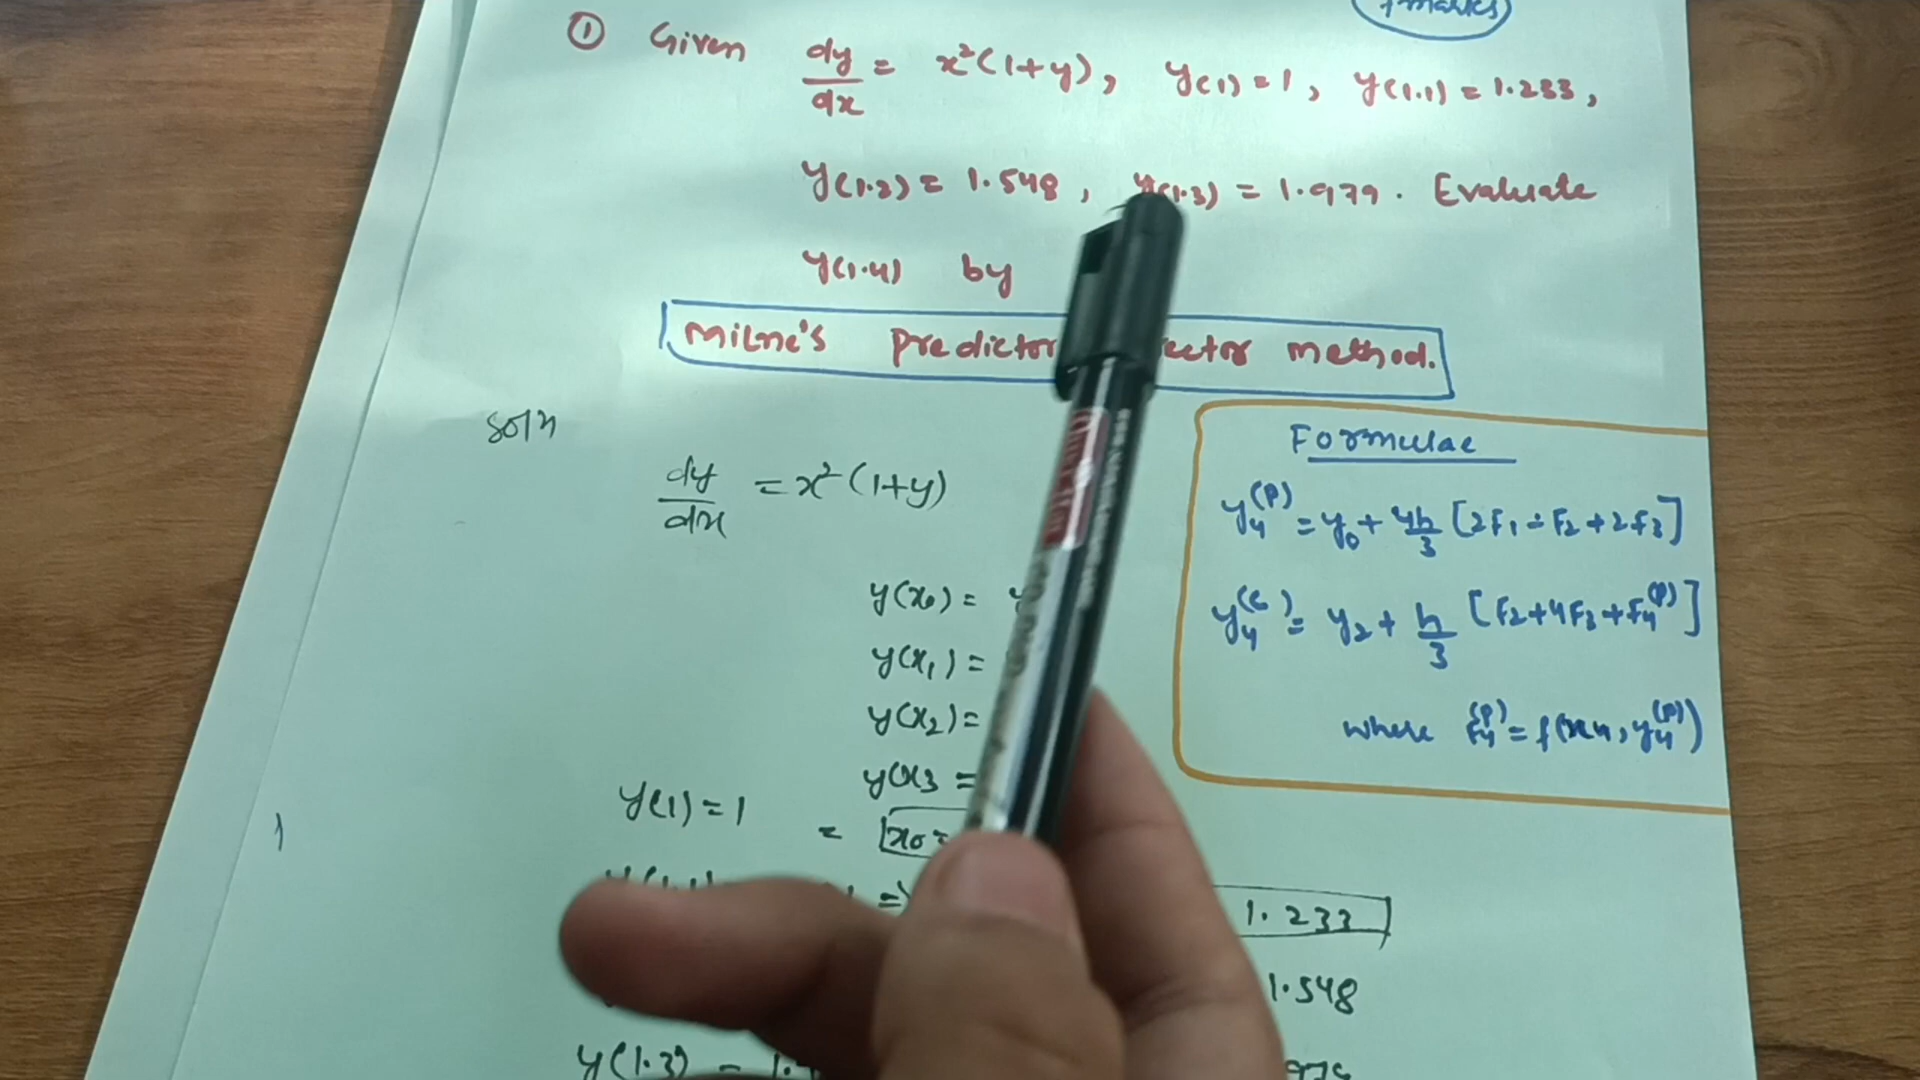 ① Given dy/dx = x²(1+y), y(1)=1, y(1.1)=1.233,
y(1.2)=1.548, y(1.3)=1.979. Evaluate
y(1.4) by
Milne's predictor method.
Soln
dy/dx = x²(1+y)
Formulae
y₄^(P) = y₀ + 4h/3 [2F₁ - F₂ + 2F₃]
y₄^(C) = y₂ + h/3 [F₂ + 4F₃ + F₄^(P)]
where F₄^(P) = f(x₄, y₄^(P))
y(x₀) =
y(x₁) =
y(x₂) =
y(x₃ =
y(1) = 1 = x₀ =
1.233
1.548
y(1.3) =